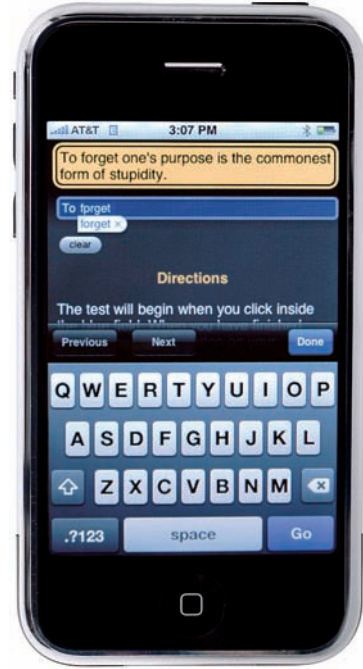 AT&T 3:07 PM
To forget one's purpose is the commonest
form of stupidity.
To fprget
forget ×
clear
Directions
The test will begin when you click inside
Previous Next Done
Q W E R T Y U I O P
A S D F G H J K L
Z X C V B N M
.?123 space Go